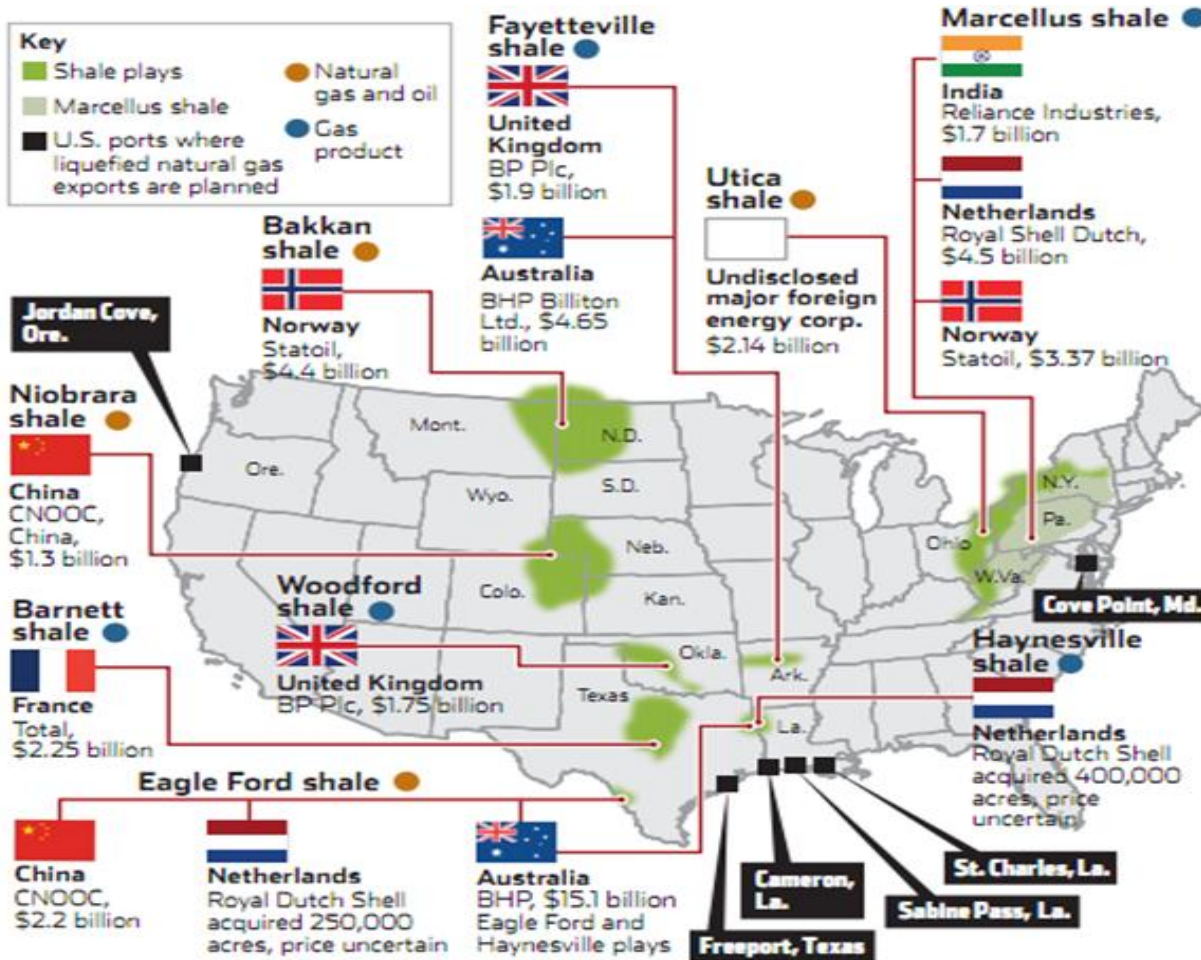 Key
Shale plays
Marcellus shale
U.S. ports where
liquefied natural gas
exports are planned
Natural
gas and oil
Gas
product
Fayetteville
shale
United
Kingdom
BP Plc,
$1.9 billion
Australia
BHP Billiton
Ltd., $4.65
billion
Marcellus shale
India
Reliance Industries,
$1.7 billion
Netherlands
Royal Shell Dutch,
$4.5 billion
Norway
Statoil, $3.37 billion
Utica
shale
Undisclosed
major foreign
energy corp.
$2.14 billion
Bakkan
shale
Norway
Statoil,
$4.4 billion
Jordan Cove,
Ore.
Niobrara
shale
China
CNOOC,
China,
$1.3 billion
Barnett
shale
France
Total,
$2.25 billion
Woodford
shale
United Kingdom
BP Plc, $1.75 billion
Mont.
N.D.
Ore.
S.D.
Wyo.
Neb.
Colo.
Kan.
Okla.
Texas
Ark.
La.
Ohio
N.Y.
Pa.
W.Va.
Cove Point, Md.
Haynesville
shale
Netherlands
Royal Dutch Shell
acquired 400,000
acres, price
uncertain
Eagle Ford shale
China
CNOOC,
$2.2 billion
Netherlands
Royal Dutch Shell
acquired 250,000
acres, price uncertain
Australia
BHP, $15.1 billion
Eagle Ford and
Haynesville plays
Freeport, Texas
Cameron,
La.
Sabine Pass, La.
St. Charles, La.